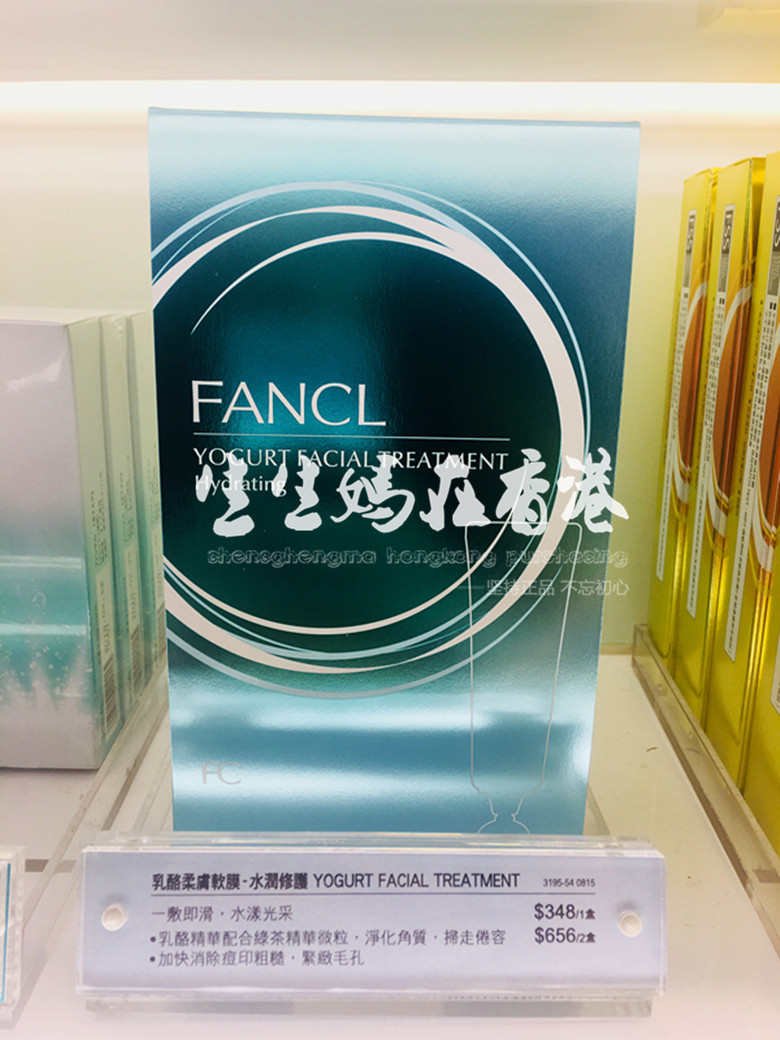 FANCL
YOGURT FACIAL TREATMENT
Hydrating
生生媽在香港
shengshengma hongkong purchasing
——坚持正品 不忘初心
FC
乳酪柔膚軟膜-水潤修護 YOGURT FACIAL TREATMENT 3195-54 0815
一敷即滑，水漾光采 $348/1盒
•乳酪精華配合綠茶精華微粒，淨化角質，掃走倦容 $656/2盒
•加快消除痘印粗糙，緊緻毛孔